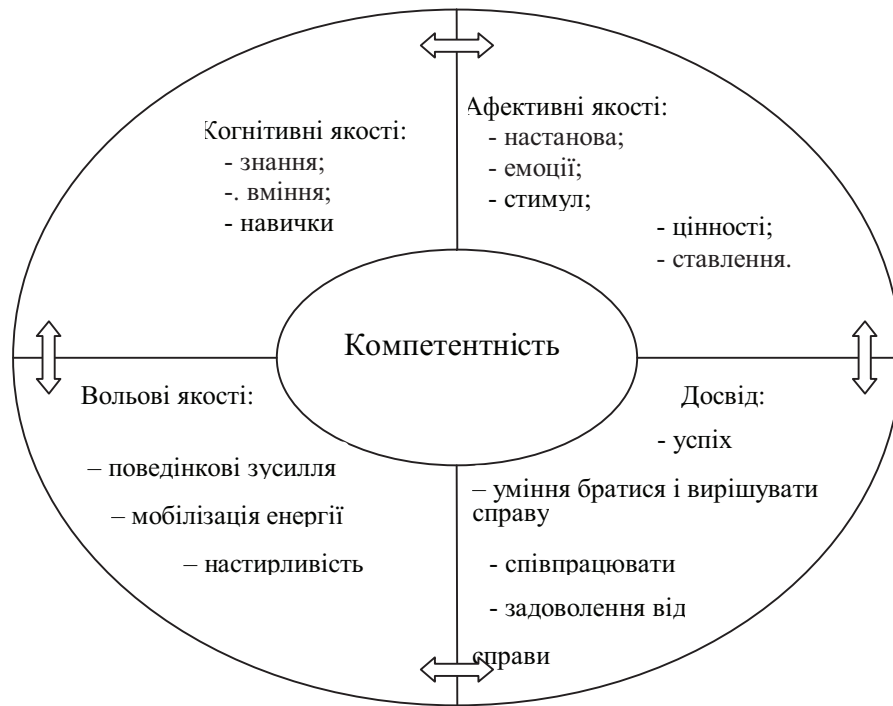 Когнітивні якості:
- знання;
-. вміння;
- навички
Афективні якості:
- настанова;
- емоції;
- стимул;
- цінності;
- ставлення.
Компетентність
Вольові якості:
– поведінкові зусилля
– мобілізація енергії
– настирливість
Досвід:
- успіх
– уміння братися і вирішувати
справу
- співпрацювати
- задоволення від
справи